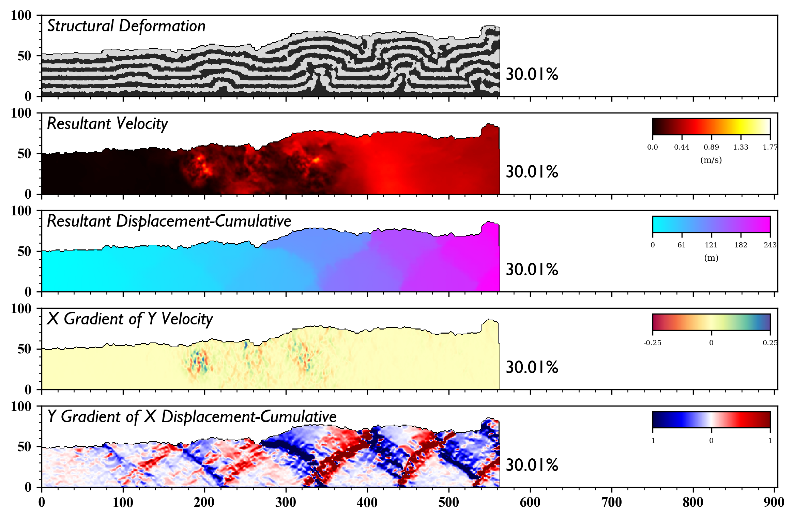 100
Structural Deformation
50
30.01%
0
100
Resultant Velocity
50
0.0 0.44 0.89 1.33 1.77
(m/s)
30.01%
0
100
Resultant Displacement-Cumulative
50
0 61 121 182 243
(m)
30.01%
0
100
X Gradient of Y Velocity
50
-0.25 0 0.25
30.01%
0
100
Y Gradient of X Displacement-Cumulative
50
1 0 1
30.01%
0
0 100 200 300 400 500 600 700 800 900